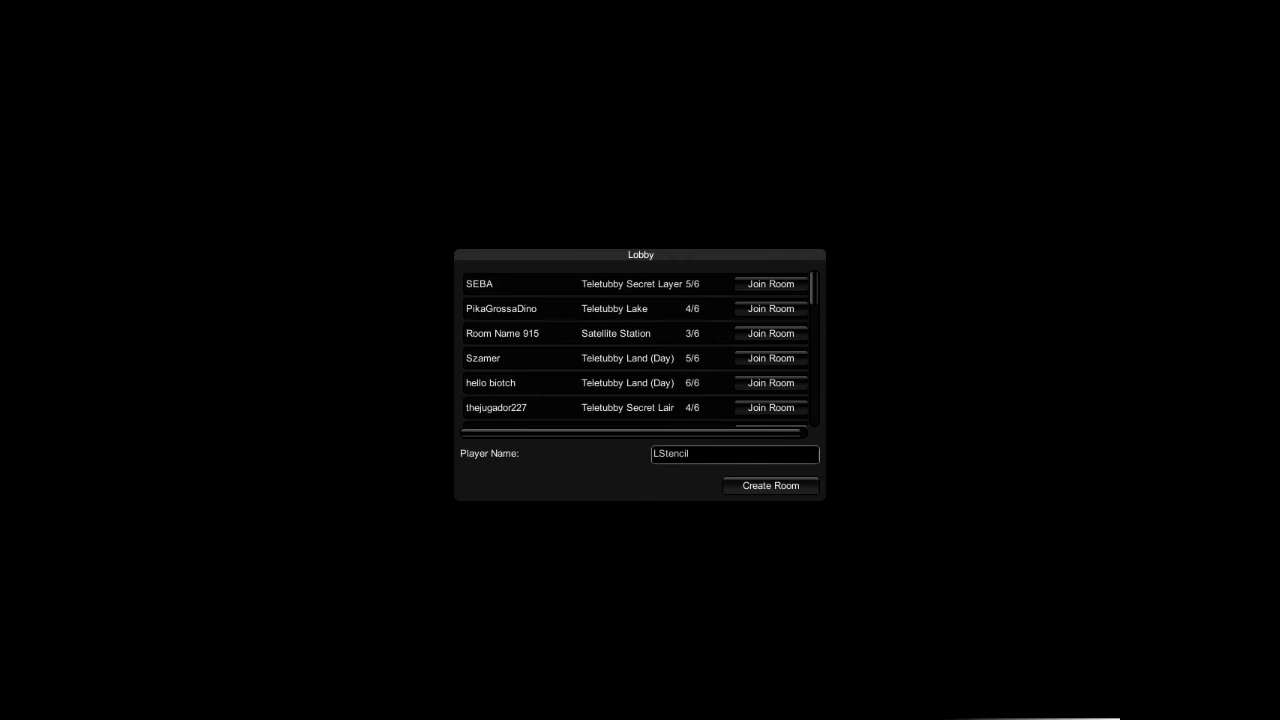 Lobby
SEBA Teletubby Secret Layer 5/6 Join Room
PikaGrossaDino Teletubby Lake 4/6 Join Room
Room Name 915 Satellite Station 3/6 Join Room
Szamer Teletubby Land (Day) 5/6 Join Room
hello biotch Teletubby Land (Day) 6/6 Join Room
thejugador227 Teletubby Secret Lair 4/6 Join Room
Player Name: LStencil
Create Room